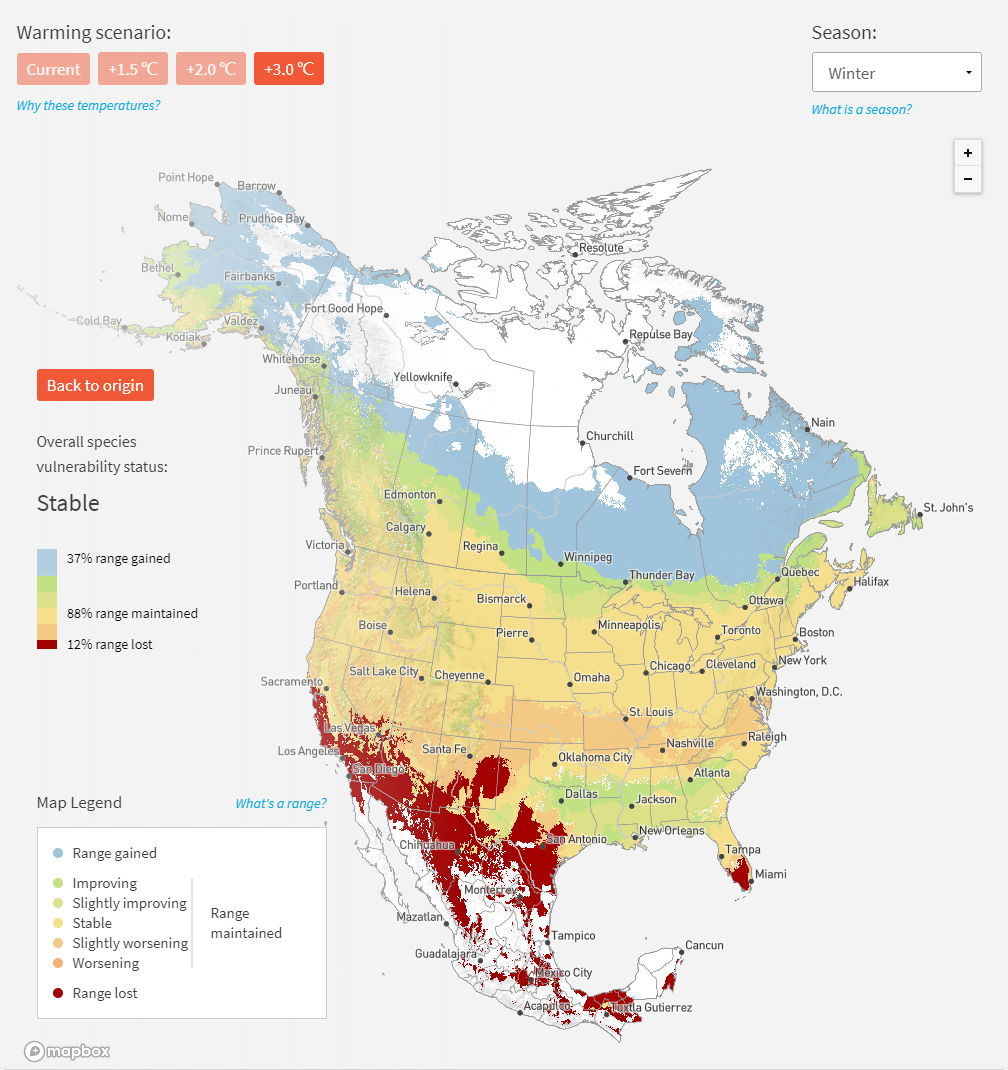 Warming scenario:
Season:
Current
+1.5 ℃
+2.0 ℃
+3.0 ℃
Winter
Why these temperatures?
What is a season?
+
−
Point Hope
Barrow
Nome
Prudhoe Bay
Resolute
Bethel
Fairbanks
Fort Good Hope
Cold Bay
Valdez
Kodiak
Repulse Bay
Whitehorse
Yellowknife
Back to origin
Juneau
Nain
Overall species
vulnerability status:
Churchill
Prince Rupert
Fort Severn
Stable
Edmonton
St. John's
Calgary
Victoria
Regina
Winnipeg
37% range gained
Quebec
Thunder Bay
Halifax
Portland
Helena
Bismarck
Ottawa
88% range maintained
Boise
Pierre
Minneapolis
Toronto
Boston
12% range lost
Salt Lake City
Cheyenne
Chicago
Cleveland
New York
Sacramento
Omaha
Washington, D.C.
St. Louis
Las Vegas
Raleigh
Los Angeles
Santa Fe
Nashville
Oklahoma City
San Diego
Atlanta
Map Legend
What's a range?
Dallas
Jackson
New Orleans
Chihuahua
San Antonio
Tampa
Range gained
Miami
Improving
Monterrey
Slightly improving
Stable
Range
maintained
Mazatlan
Slightly worsening
Tampico
Cancun
Worsening
Guadalajara
Mexico City
Range lost
Acapulco
Tuxtla Gutierrez
mapbox